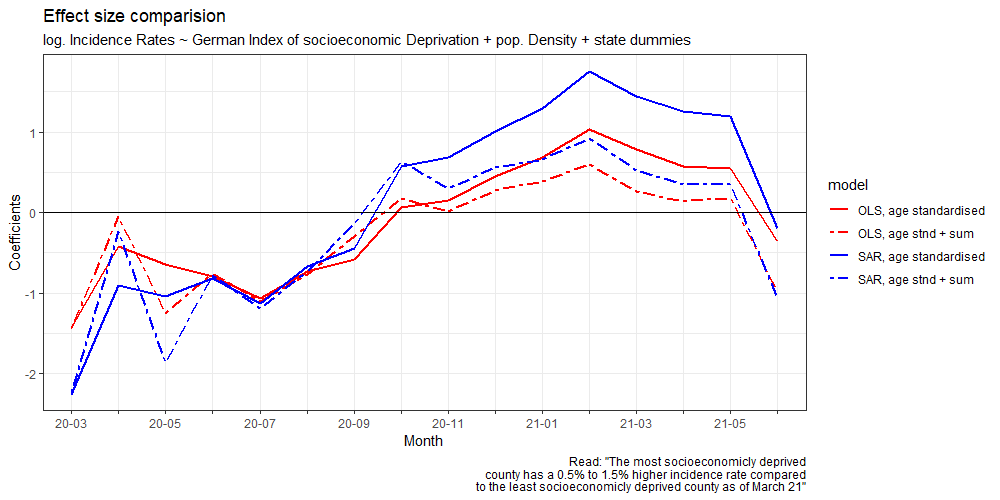 Effect size comparision
log. Incidence Rates ~ German Index of socioeconomic Deprivation + pop. Density + state dummies
Coefficients
1
0
-1
-2
20-03
20-05
20-07
20-09
20-11
21-01
21-03
21-05
Month
model
OLS, age standardised
OLS, age stnd + sum
SAR, age standardised
SAR, age stnd + sum
Read: "The most socioeconomicly deprived
county has a 0.5% to 1.5% higher incidence rate compared
to the least socioeconomicly deprived county as of March 21"